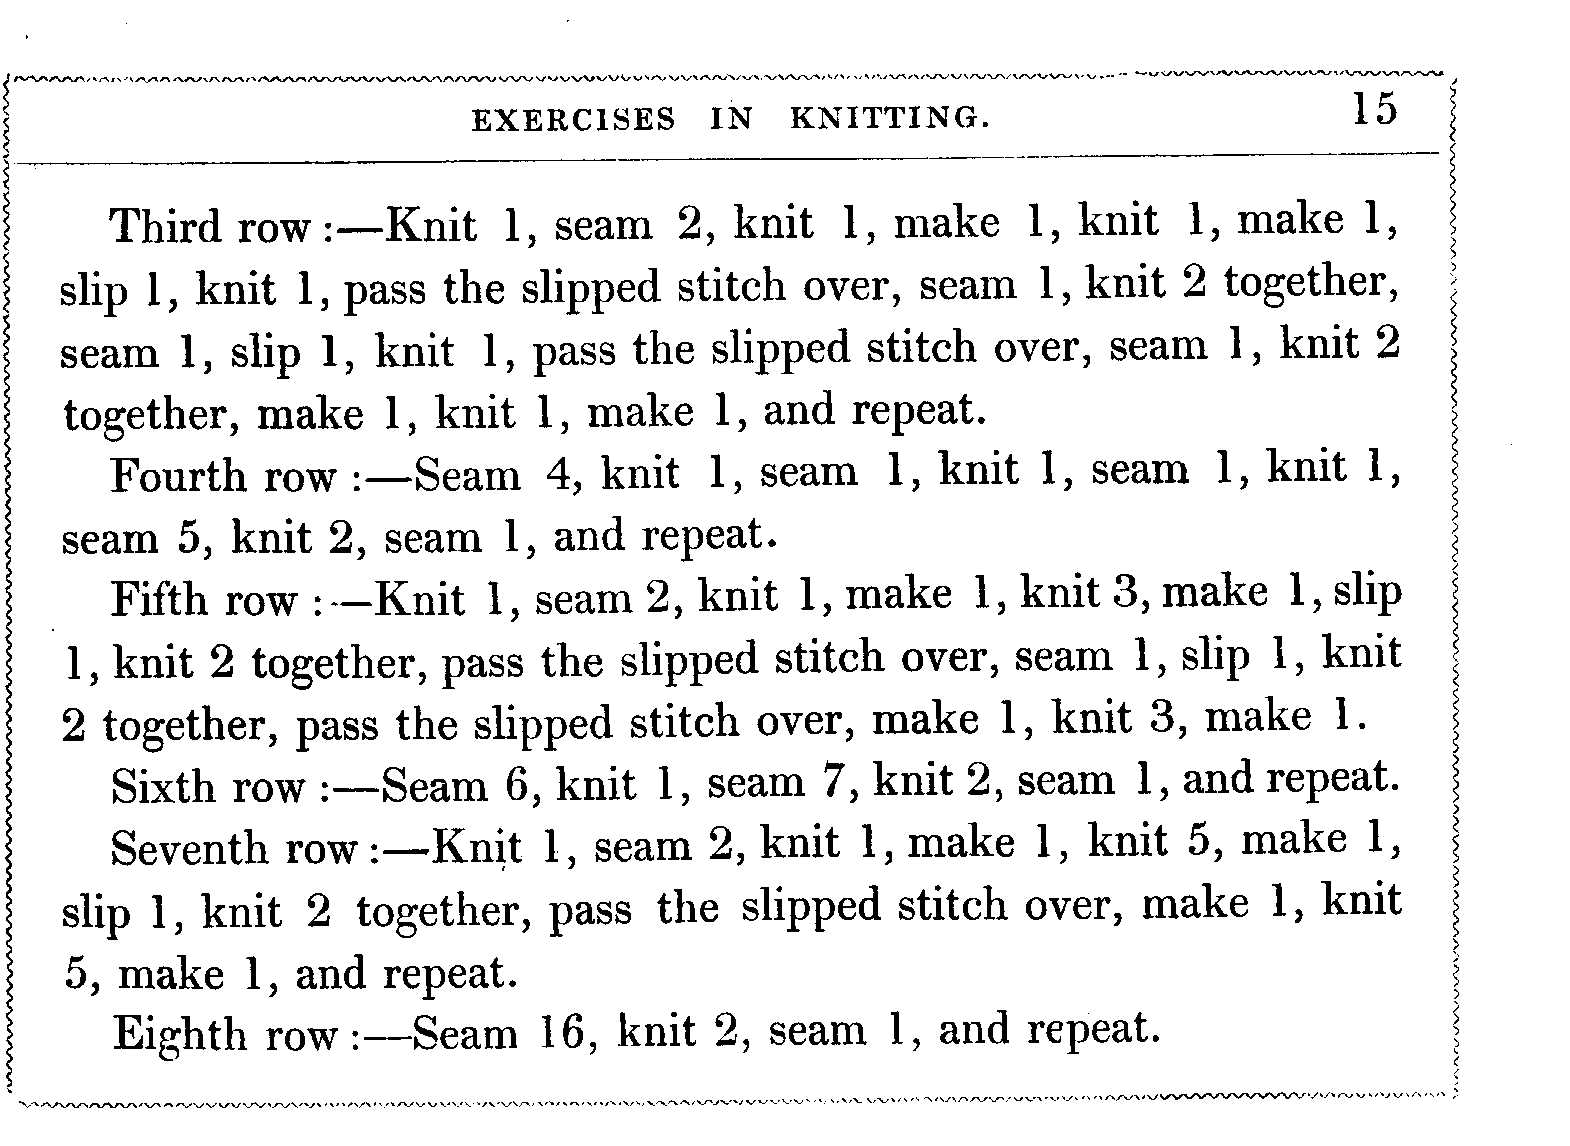 EXERCISES IN KNITTING. 15
Third row:—Knit 1, seam 2, knit 1, make 1, knit 1, make 1,
slip 1, knit 1, pass the slipped stitch over, seam 1, knit 2 together,
seam 1, slip 1, knit 1, pass the slipped stitch over, seam 1, knit 2
together, make 1, knit 1, make 1, and repeat.
Fourth row:—Seam 4, knit 1, seam 1, knit 1, seam 1, knit 1,
seam 5, knit 2, seam 1, and repeat.
Fifth row:—Knit 1, seam 2, knit 1, make 1, knit 3, make 1, slip
1, knit 2 together, pass the slipped stitch over, seam 1, slip 1, knit
2 together, pass the slipped stitch over, make 1, knit 3, make 1.
Sixth row:—Seam 6, knit 1, seam 7, knit 2, seam 1, and repeat.
Seventh row:—Knit 1, seam 2, knit 1, make 1, knit 5, make 1,
slip 1, knit 2 together, pass the slipped stitch over, make 1, knit
5, make 1, and repeat.
Eighth row:—Seam 16, knit 2, seam 1, and repeat.